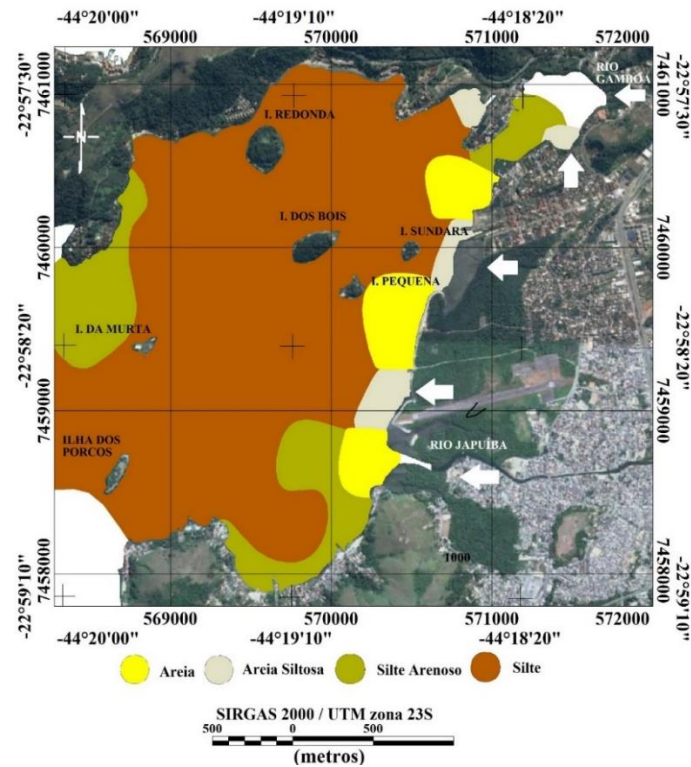 -44°20'00" -44°19'10" -44°18'20"
569000 570000 571000 572000
-22°57'30" 7461000 7461000 -22°57'30"
RIO
GAMBOA
I. REDONDA
N
I. DOS BOIS
I. SUNDARA
7460000 7460000
I. PEQUENA
I. DA MURTA
-22°58'20" -22°58'20"
7459000 7459000
ILHA DOS
PORCOS
RIO JAPUÍBA
1000
7458000 7458000
-22°59'10" -22°59'10"
569000 570000 571000 572000
-44°20'00" -44°19'10" -44°18'20"
Areia Areia Siltosa Silte Arenoso Silte
SIRGAS 2000 / UTM zona 23S
500 0 500
(metros)